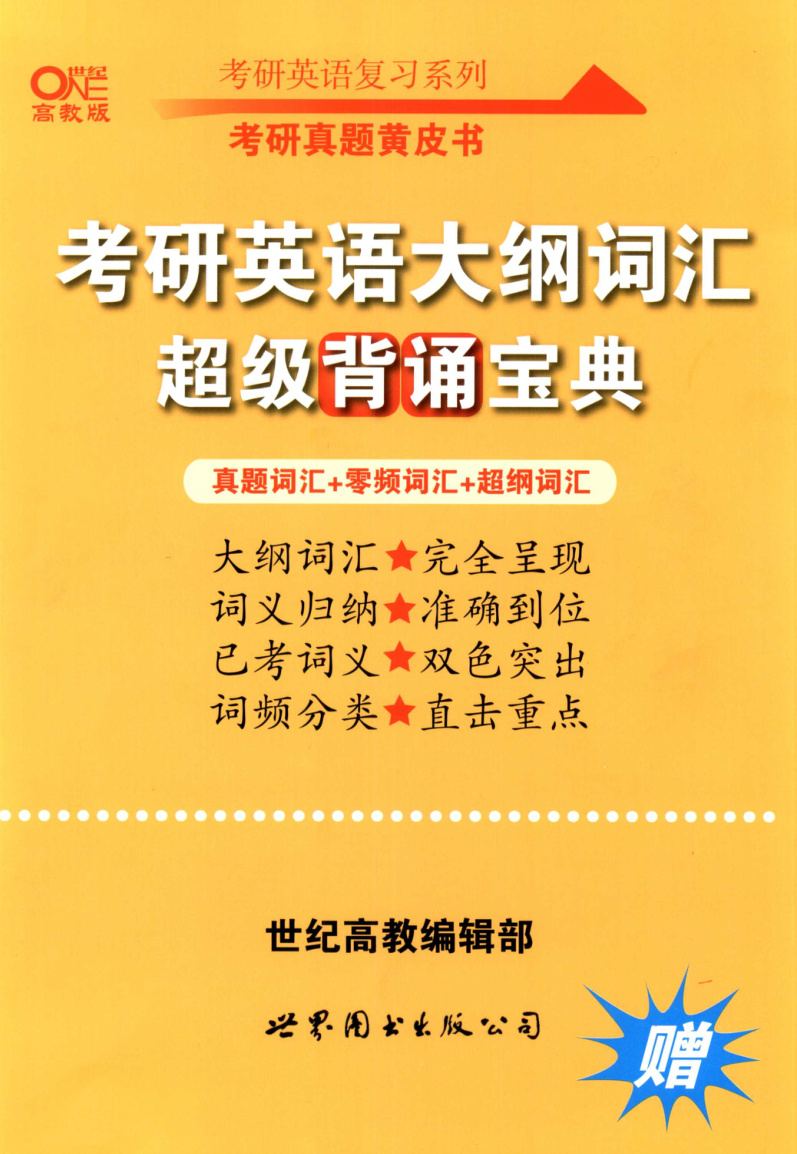 世纪
ONE
高教版
考研英语复习系列
考研真题黄皮书
考研英语大纲词汇
超级背诵宝典
真题词汇+零频词汇+超纲词汇
大纲词汇★完全呈现
词义归纳★准确到位
已考词义★双色突出
词频分类★直击重点
世纪高教编辑部
世界图书出版公司
赠